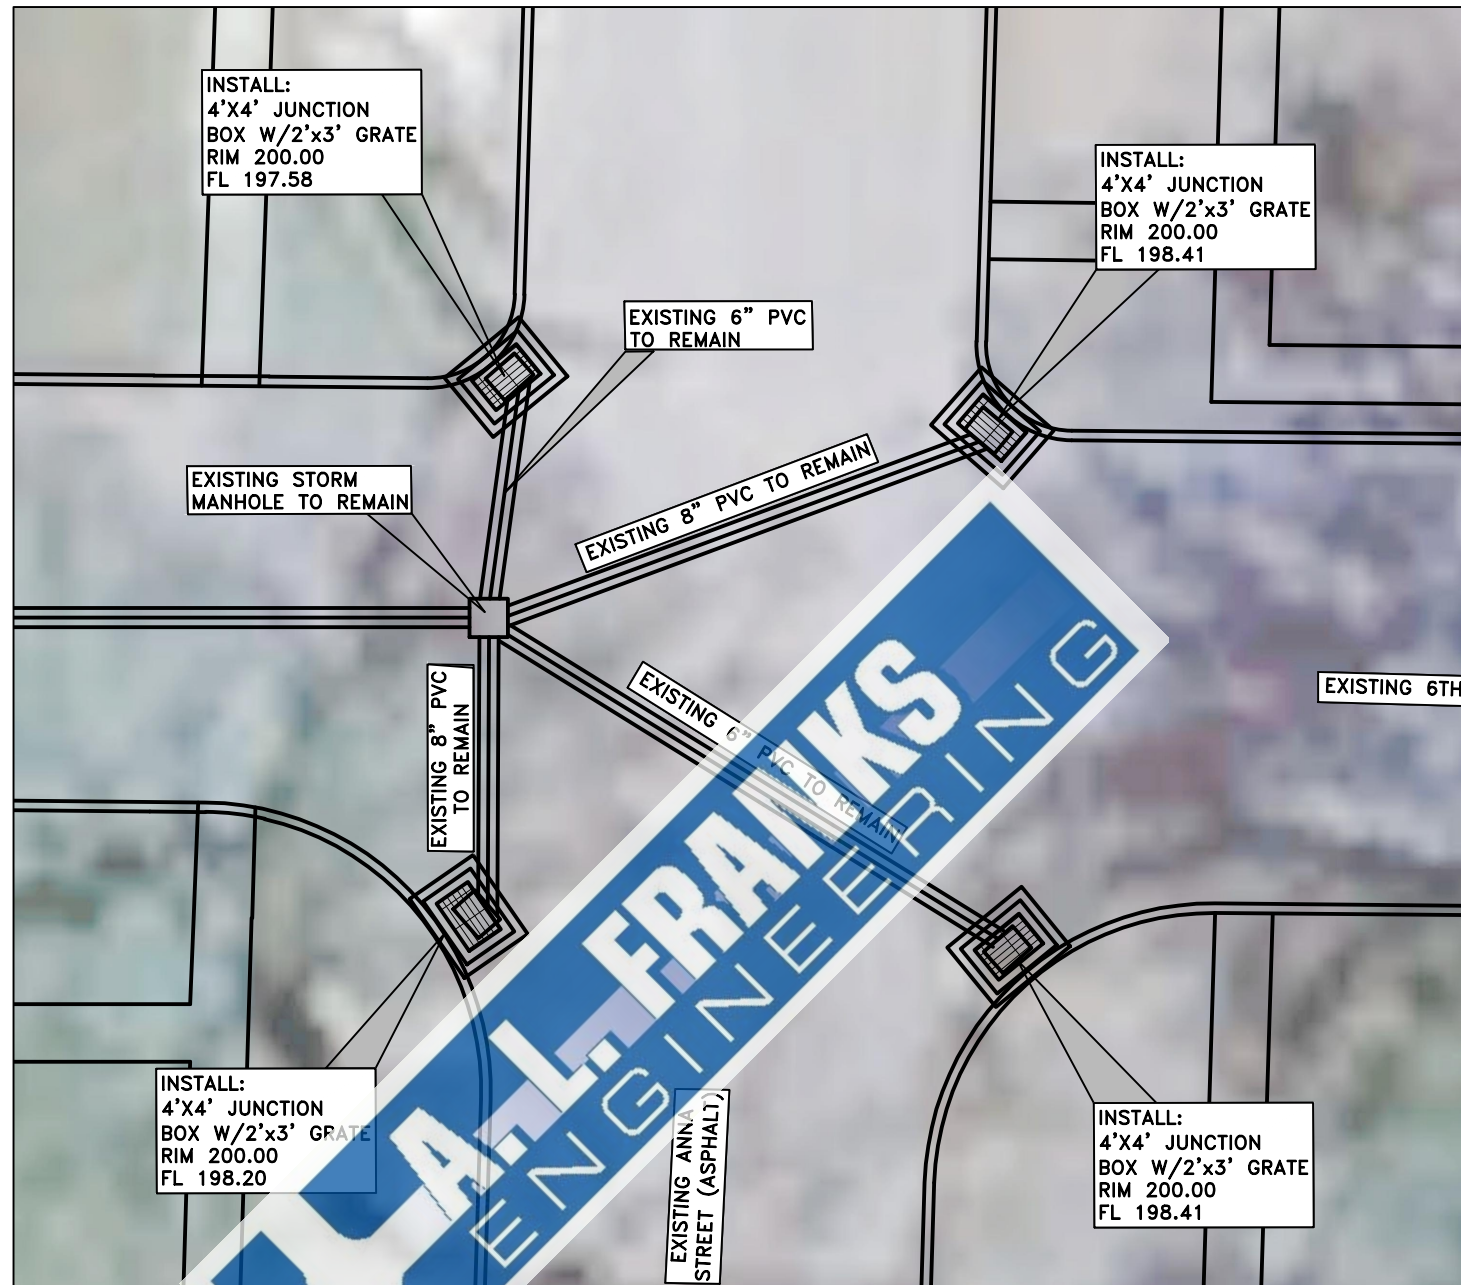 INSTALL:
4'X4' JUNCTION
BOX W/2'x3' GRATE
RIM 200.00
FL 197.58
INSTALL:
4'X4' JUNCTION
BOX W/2'x3' GRATE
RIM 200.00
FL 198.41
EXISTING 6" PVC
TO REMAIN
EXISTING 8" PVC TO REMAIN
EXISTING STORM
MANHOLE TO REMAIN
EXISTING 8" PVC
TO REMAIN
EXISTING 6" PVC TO REMAIN
EXISTING 6TH
A.L. FRANKS
ENGINEERING
INSTALL:
4'X4' JUNCTION
BOX W/2'x3' GRATE
RIM 200.00
FL 198.20
EXISTING ANNA
STREET (ASPHALT)
INSTALL:
4'X4' JUNCTION
BOX W/2'x3' GRATE
RIM 200.00
FL 198.41